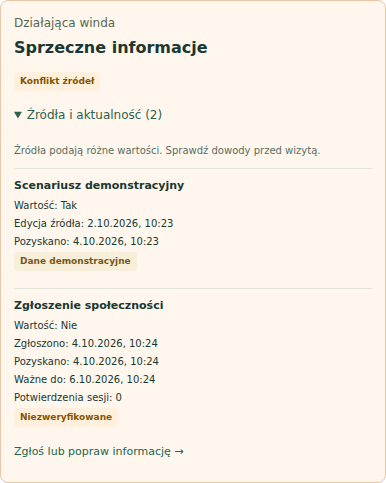 Działająca winda
Sprzeczne informacje
Konflikt źródeł
▼ Źródła i aktualność (2)
Źródła podają różne wartości. Sprawdź dowody przed wizytą.
Scenariusz demonstracyjny
Wartość: Tak
Edycja źródła: 2.10.2026, 10:23
Pozyskano: 4.10.2026, 10:23
Dane demonstracyjne
Zgłoszenie społeczności
Wartość: Nie
Zgłoszono: 4.10.2026, 10:24
Pozyskano: 4.10.2026, 10:24
Ważne do: 6.10.2026, 10:24
Potwierdzenia sesji: 0
Niezweryfikowane
Zgłoś lub popraw informację →